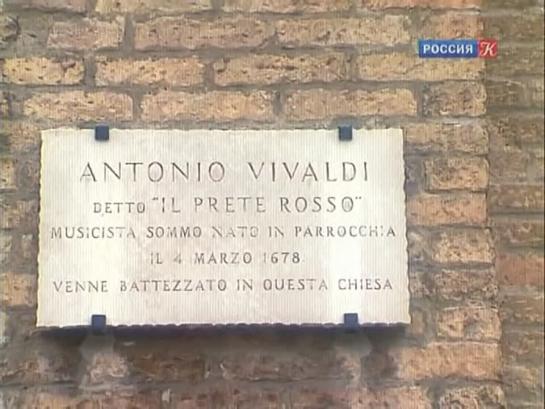 РОССИЯ К
ANTONIO VIVALDI
DETTO "IL PRETE ROSSO"
MUSICISTA SOMMO NATO IN PARROCCHIA
IL 4 MARZO 1678
VENNE BATTEZZATO IN QUESTA CHIESA